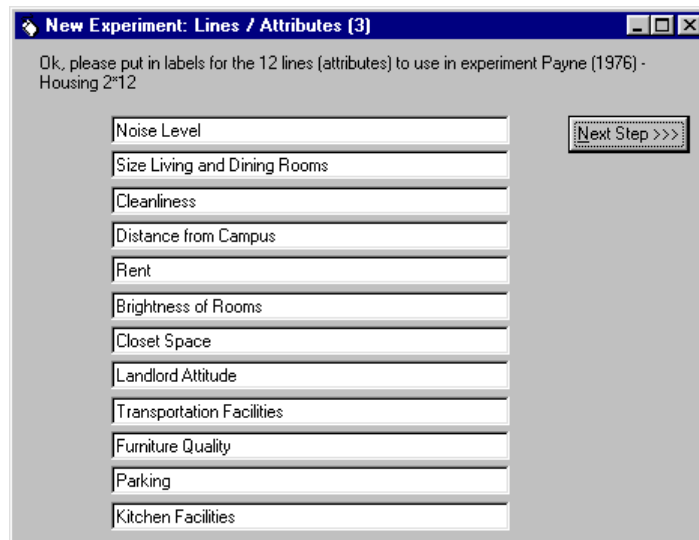 New Experiment: Lines / Attributes (3)
Ok, please put in labels for the 12 lines (attributes) to use in experiment Payne (1976) -
Housing 2*12
Noise Level
Next Step >>>
Size Living and Dining Rooms
Cleanliness
Distance from Campus
Rent
Brightness of Rooms
Closet Space
Landlord Attitude
Transportation Facilities
Furniture Quality
Parking
Kitchen Facilities